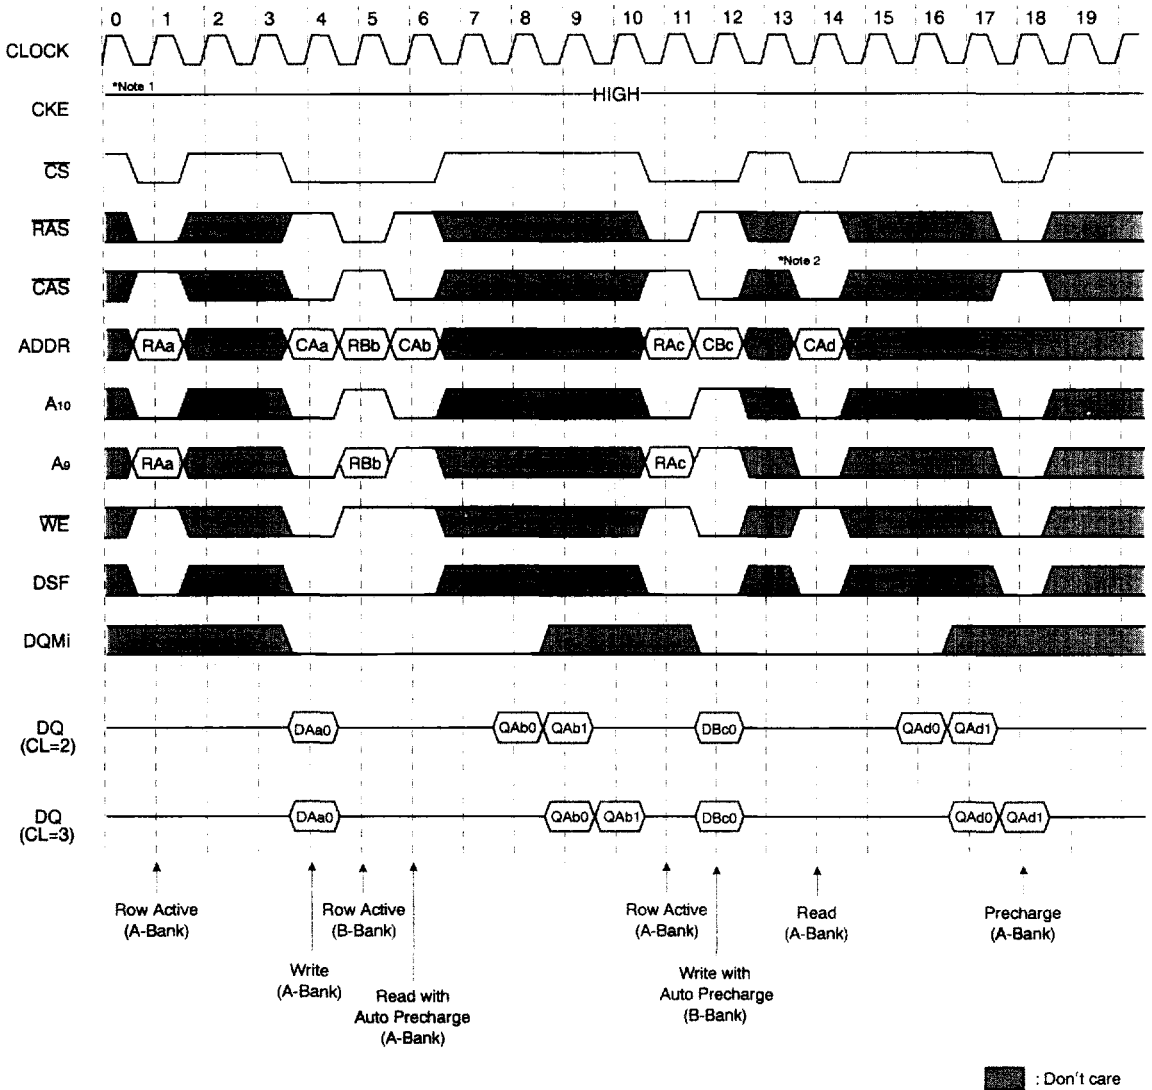 0 1 2 3 4 5 6 7 8 9 10 11 12 13 14 15 16 17 18 19
CLOCK
*Note 1
HIGH
CKE
CS
RAS
*Note 2
CAS
ADDR RAa CAa RBb CAb RAc CBc CAd
A10
A9 RAa RBb RAc
WE
DSF
DQMi
DQ
(CL=2)
DAa0 QAb0 QAb1 DBc0 QAd0 QAd1
DQ
(CL=3)
DAa0 QAb0 QAb1 DBc0 QAd0 QAd1
Row Active
(A-Bank)
Row Active
(B-Bank)
Row Active
(A-Bank)
Read
(A-Bank)
Precharge
(A-Bank)
Write
(A-Bank)
Read with
Auto Precharge
(A-Bank)
Write with
Auto Precharge
(B-Bank)
: Don't care